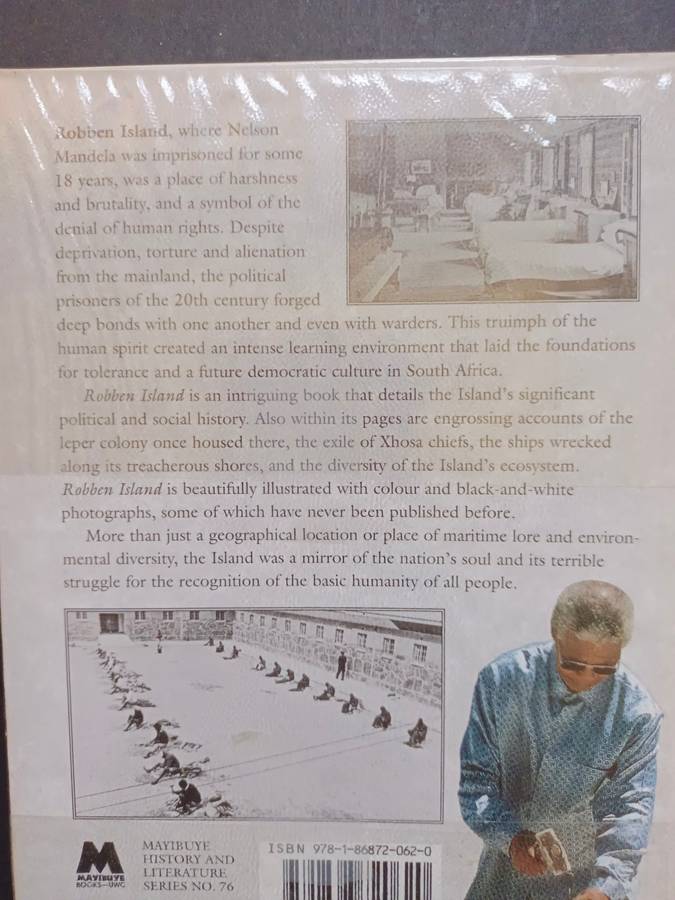 Robben Island, where Nelson
Mandela was imprisoned for some
18 years, was a place of harshness
and brutality, and a symbol of the
denial of human rights. Despite
deprivation, torture and alienation
from the mainland, the political
prisoners of the 20th century forged
deep bonds with one another and even with warders. This truimph of the
human spirit created an intense learning environment that laid the foundations
for tolerance and a future democratic culture in South Africa.
Robben Island is an intriguing book that details the Island's significant
political and social history. Also within its pages are engrossing accounts of the
leper colony once housed there, the exile of Xhosa chiefs, the ships wrecked
along its treacherous shores, and the diversity of the Island's ecosystem.
Robben Island is beautifully illustrated with colour and black-and-white
photographs, some of which have never been published before.
More than just a geographical location or place of maritime lore and environ-
mental diversity, the Island was a mirror of the nation's soul and its terrible
struggle for the recognition of the basic humanity of all people.
M
MAYIBUYE
BOOKS—UWC
MAYIBUYE
HISTORY AND
LITERATURE
SERIES NO. 76
ISBN 978-1-86872-062-0